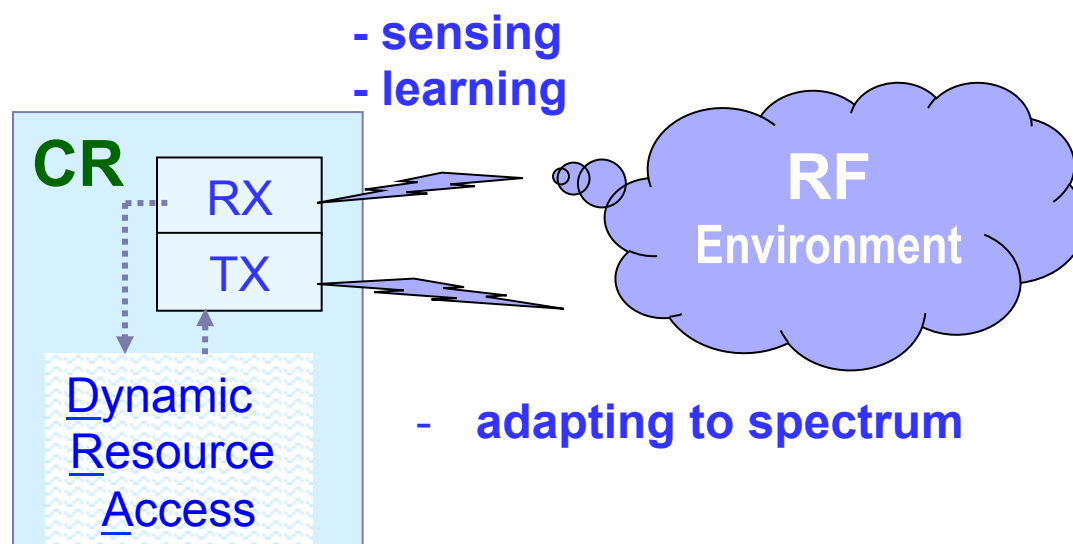 - sensing
- learning
CR
RX
TX
RF
Environment
Dynamic
Resource
Access
- adapting to spectrum